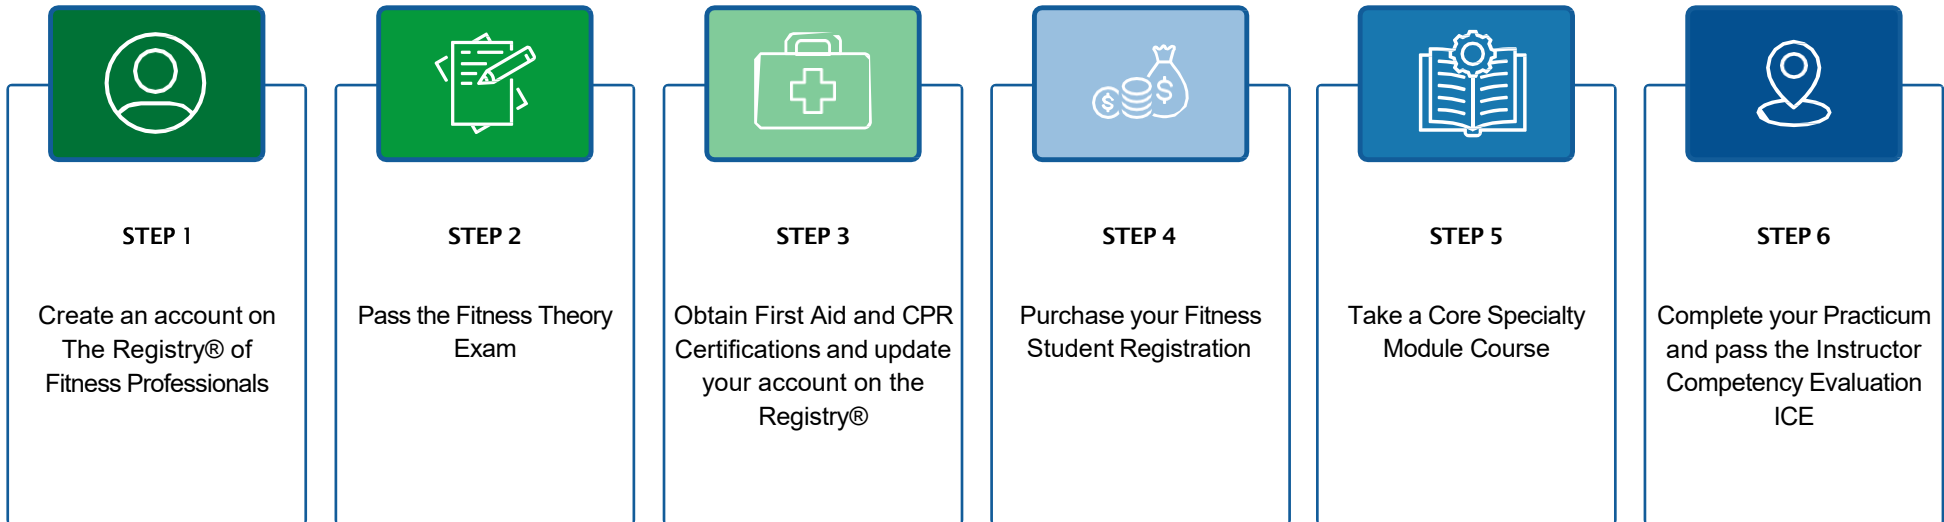 STEP 1
Create an account on
The Registry® of
Fitness Professionals
STEP 2
Pass the Fitness Theory
Exam
STEP 3
Obtain First Aid and CPR
Certifications and update
your account on the
Registry®
STEP 4
Purchase your Fitness
Student Registration
STEP 5
Take a Core Specialty
Module Course
STEP 6
Complete your Practicum
and pass the Instructor
Competency Evaluation
ICE